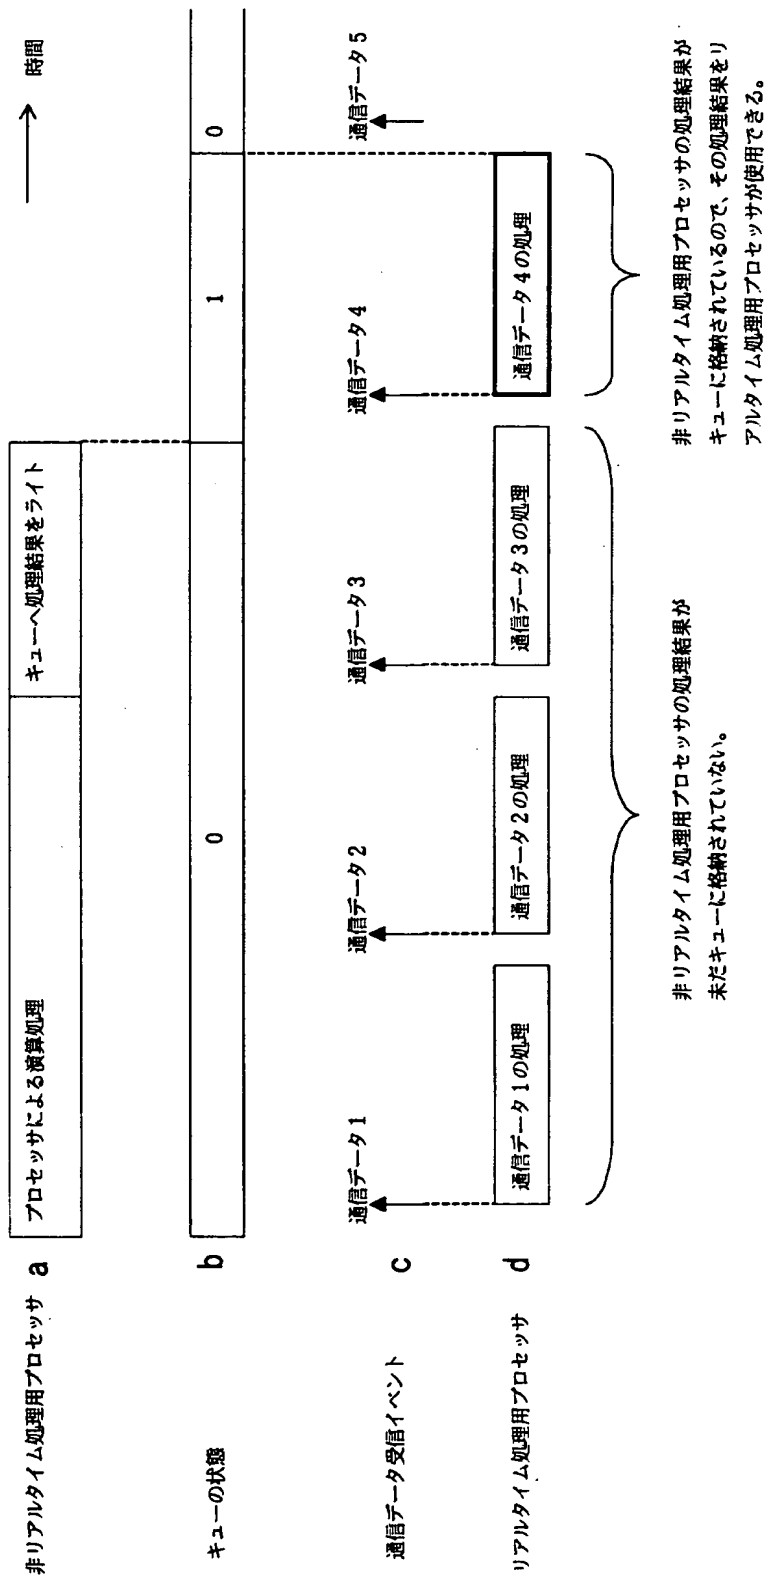 時間
非リアルタイム処理用プロセッサ a
プロセッサによる演算処理
キューへ処理結果をライト
キューの状態 b
0
1
0
通信データ受信イベント c
通信データ1
通信データ2
通信データ3
通信データ4
通信データ5
リアルタイム処理用プロセッサ d
通信データ1の処理
通信データ2の処理
通信データ3の処理
通信データ4の処理
非リアルタイム処理用プロセッサの処理結果が
未だキューに格納されていない。
非リアルタイム処理用プロセッサの処理結果が
キューに格納されているので、その処理結果をリ
アルタイム処理用プロセッサが使用できる。